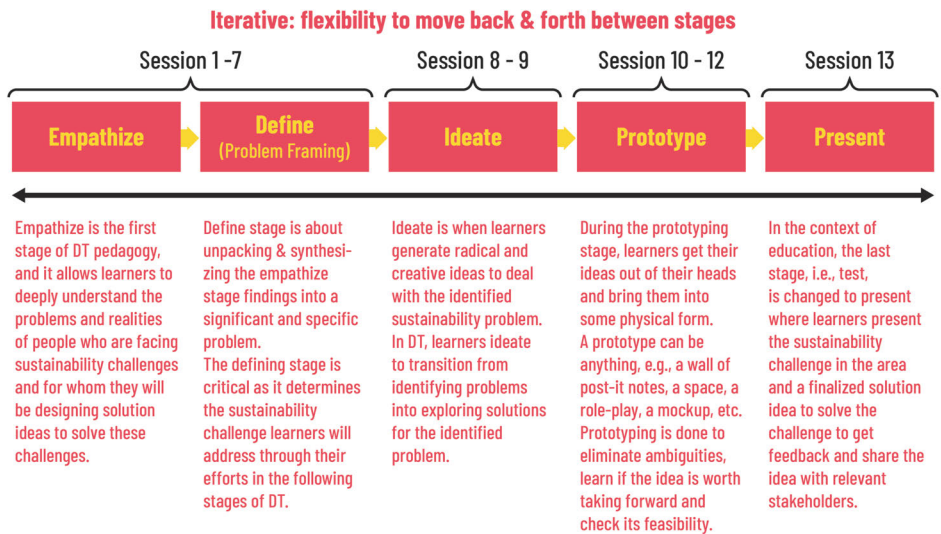 Iterative: flexibility to move back & forth between stages
Session 1 -7
Session 8 - 9
Session 10 - 12
Session 13
Empathize
Define
(Problem Framing)
Ideate
Prototype
Present
Empathize is the first
stage of DT pedagogy,
and it allows learners to
deeply understand the
problems and realities
of people who are facing
sustainability challenges
and for whom they will
be designing solution
ideas to solve these
challenges.
Define stage is about
unpacking & synthesi-
zing the empathize
stage findings into a
significant and specific
problem.
The defining stage is
critical as it determines
the sustainability
challenge learners will
address through their
efforts in the following
stages of DT.
Ideate is when learners
generate radical and
creative ideas to deal
with the identified
sustainability problem.
In DT, learners ideate
to transition from
identifying problems
into exploring solutions
for the identified
problem.
During the prototyping
stage, learners get their
ideas out of their heads
and bring them into
some physical form.
A prototype can be
anything, e.g., a wall of
post-it notes, a space, a
role-play, a mockup, etc.
Prototyping is done to
eliminate ambiguities,
learn if the idea is worth
taking forward and
check its feasibility.
In the context of
education, the last
stage, i.e., test,
is changed to present
where learners present
the sustainability
challenge in the area
and a finalized solution
idea to solve the
challenge to get
feedback and share the
idea with relevant
stakeholders.